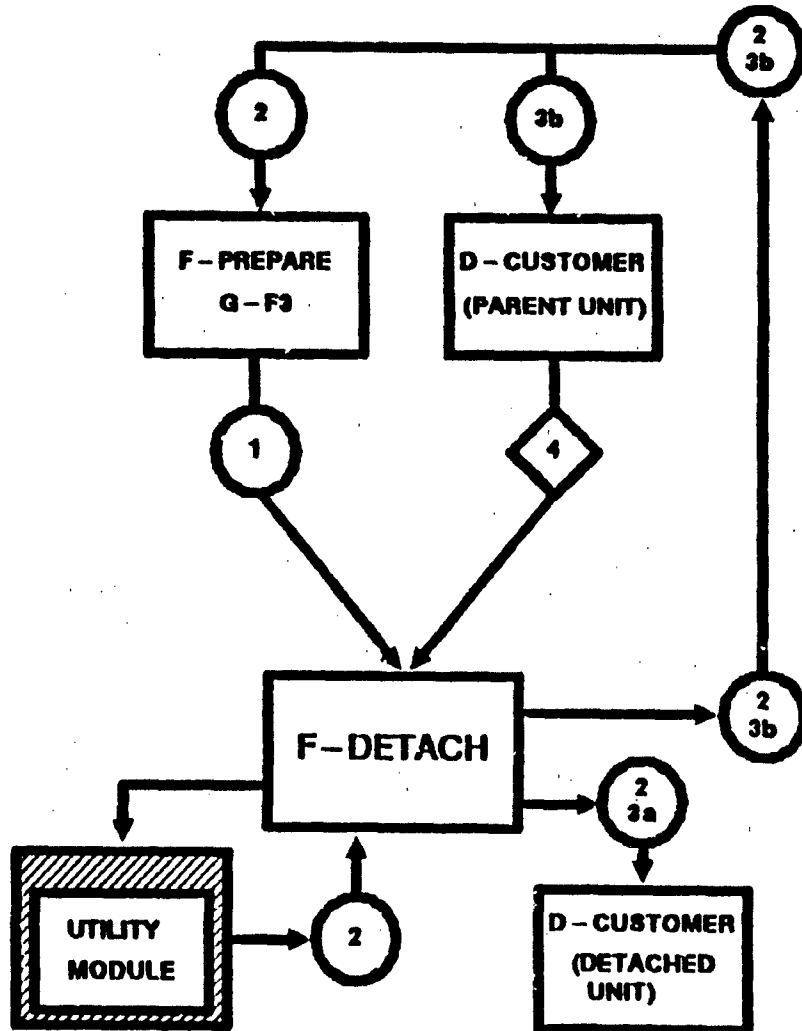 2
3b
2
3b
F-PREPARE
G-F3
D-CUSTOMER
(PARENT UNIT)
1
4
F-DETACH
2
3b
2
3a
UTILITY
MODULE
2
D-CUSTOMER
(DETACHED
UNIT)